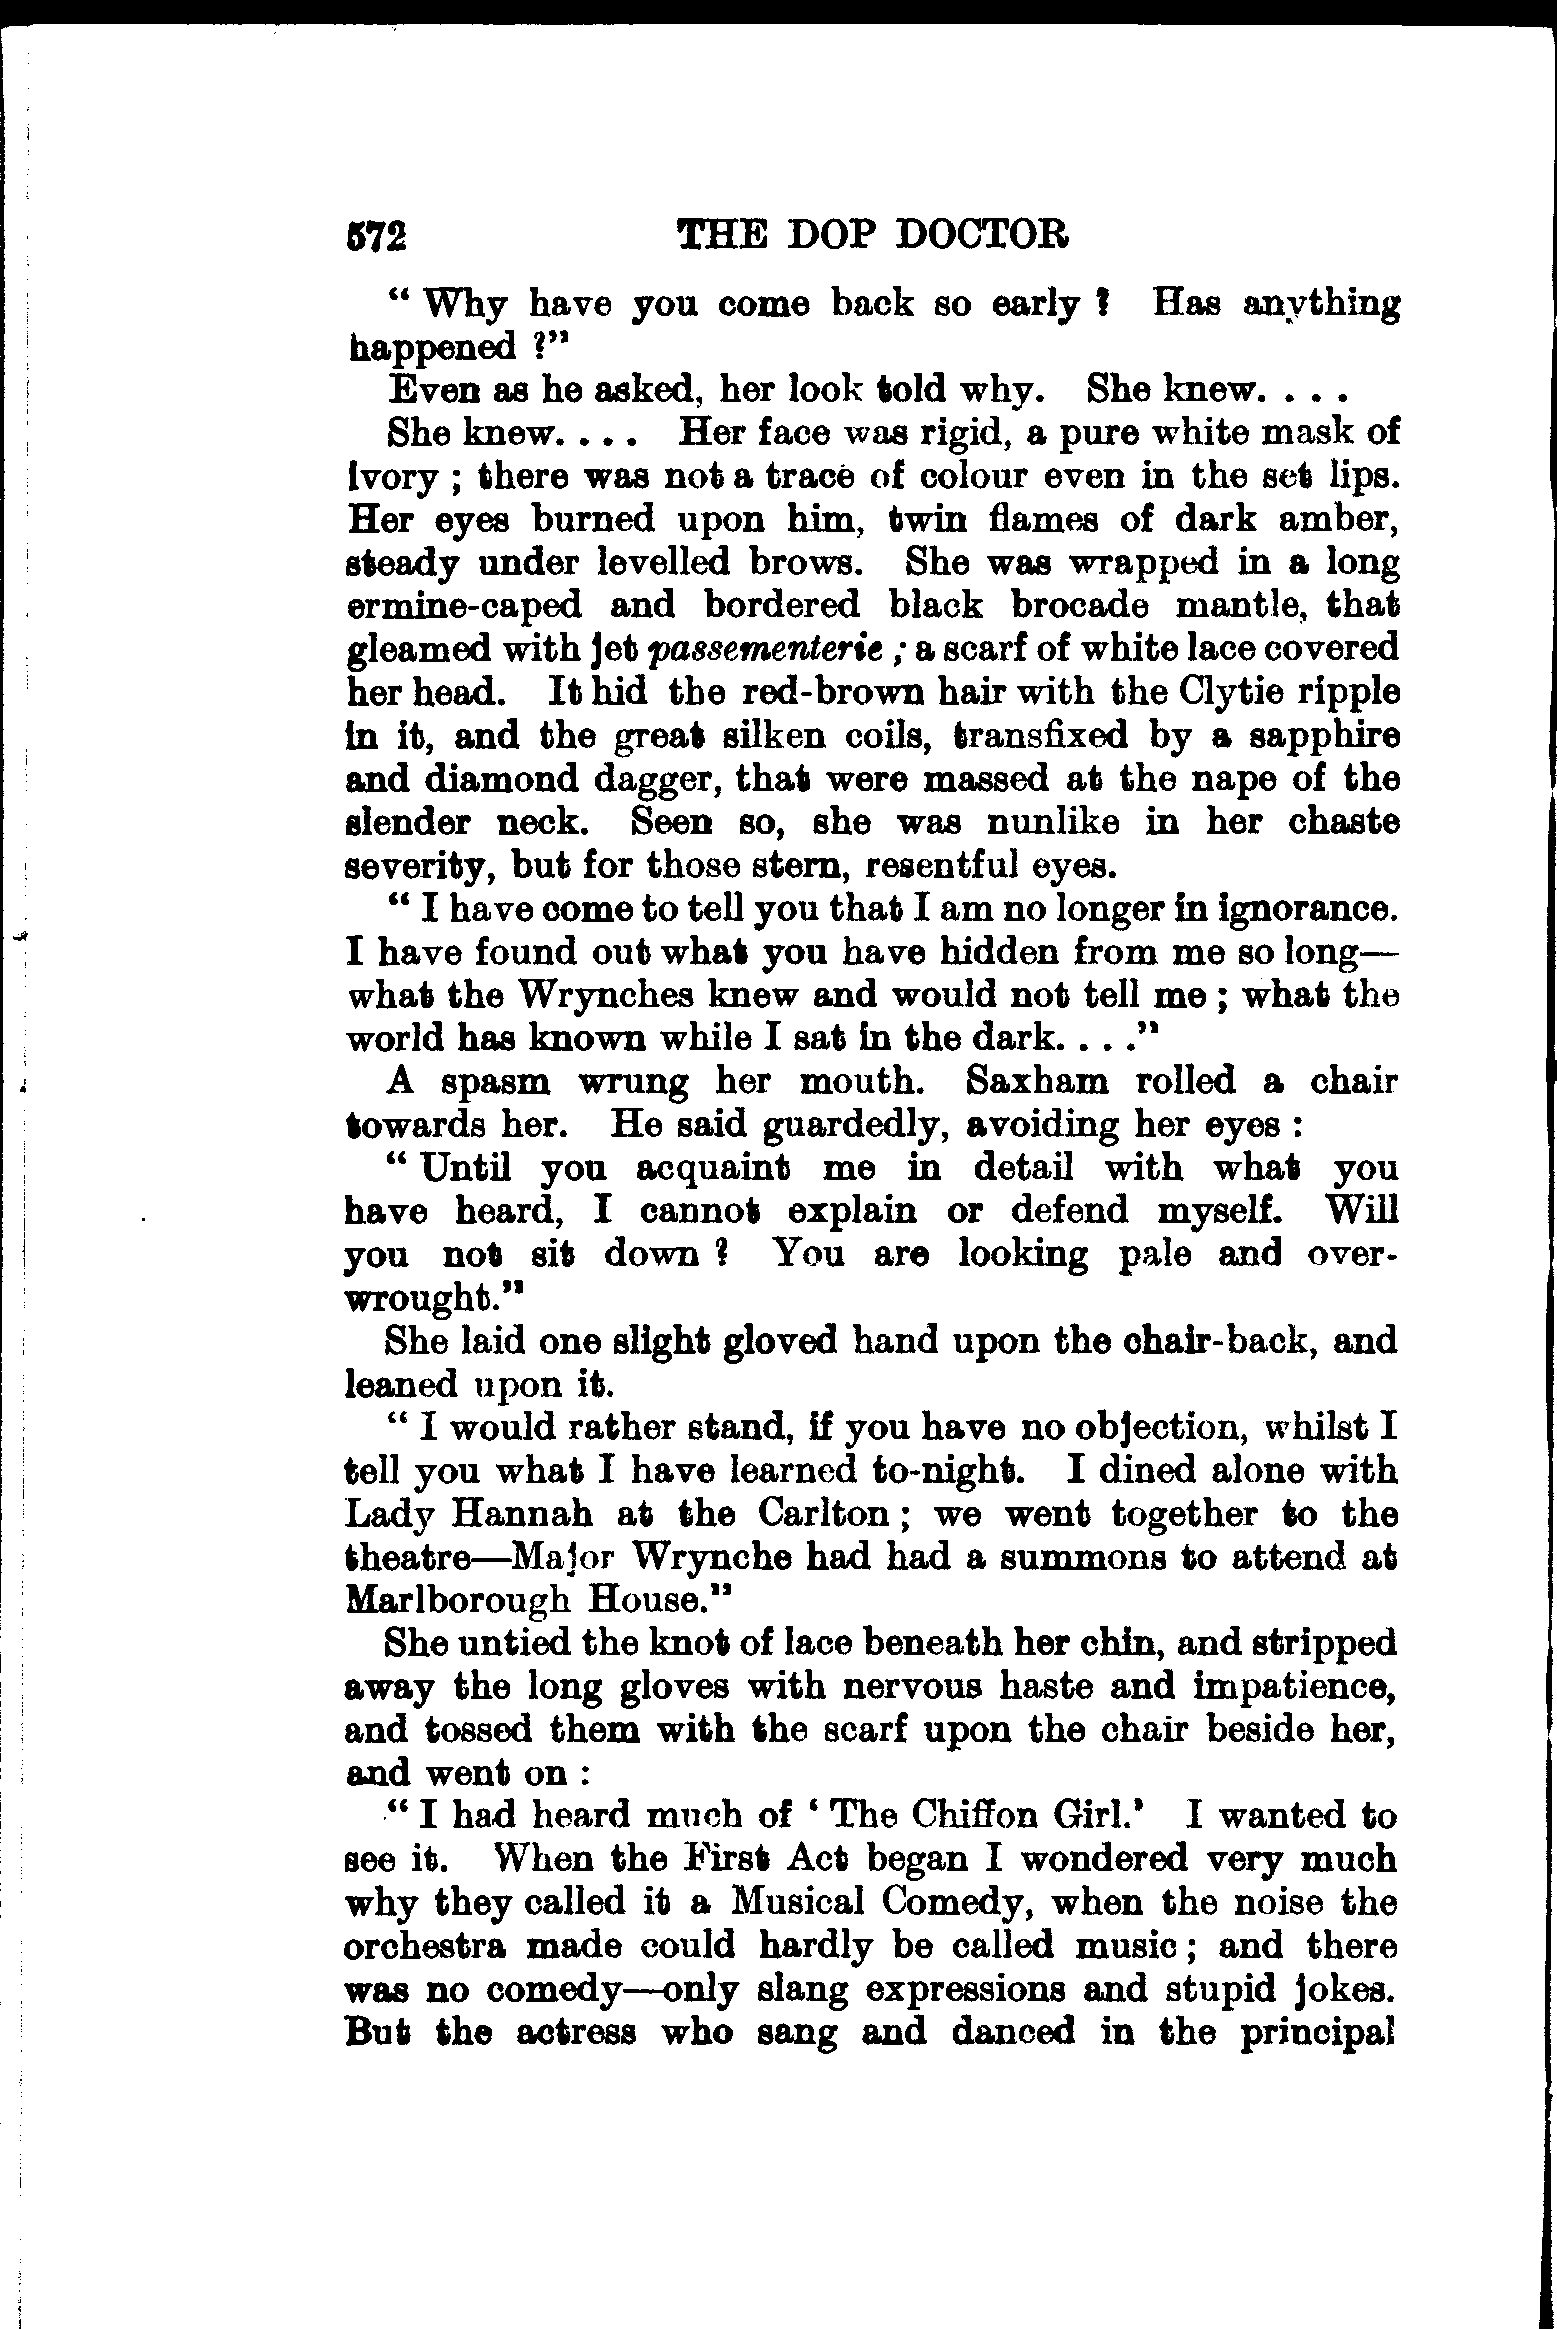 572 THE DOP DOCTOR
“ Why have you come back so early ? Has anything
happened ?”
Even as he asked, her look told why. She knew. . . .
She knew. . . . Her face was rigid, a pure white mask of
ivory ; there was not a trace of colour even in the set lips.
Her eyes burned upon him, twin flames of dark amber,
steady under levelled brows. She was wrapped in a long
ermine-caped and bordered black brocade mantle, that
gleamed with jet passementerie ; a scarf of white lace covered
her head. It hid the red-brown hair with the Clytie ripple
in it, and the great silken coils, transfixed by a sapphire
and diamond dagger, that were massed at the nape of the
slender neck. Seen so, she was nunlike in her chaste
severity, but for those stern, resentful eyes.
“ I have come to tell you that I am no longer in ignorance.
I have found out what you have hidden from me so long—
what the Wrynches knew and would not tell me ; what the
world has known while I sat in the dark. . . .”
A spasm wrung her mouth. Saxham rolled a chair
towards her. He said guardedly, avoiding her eyes :
“ Until you acquaint me in detail with what you
have heard, I cannot explain or defend myself. Will
you not sit down ? You are looking pale and over-
wrought.”
She laid one slight gloved hand upon the chair-back, and
leaned upon it.
“ I would rather stand, if you have no objection, whilst I
tell you what I have learned to-night. I dined alone with
Lady Hannah at the Carlton ; we went together to the
theatre—Major Wrynche had had a summons to attend at
Marlborough House.”
She untied the knot of lace beneath her chin, and stripped
away the long gloves with nervous haste and impatience,
and tossed them with the scarf upon the chair beside her,
and went on :
“ I had heard much of ‘ The Chiffon Girl.’ I wanted to
see it. When the First Act began I wondered very much
why they called it a Musical Comedy, when the noise the
orchestra made could hardly be called music ; and there
was no comedy—only slang expressions and stupid jokes.
But the actress who sang and danced in the principal